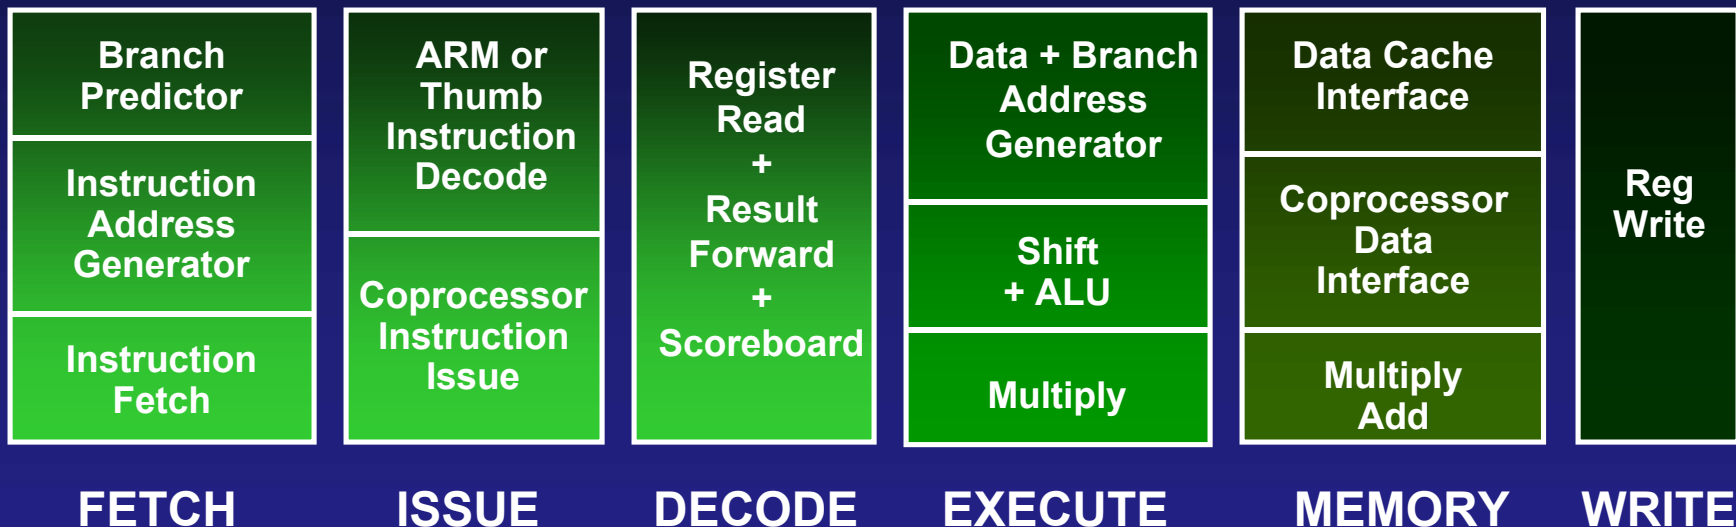 Branch
Predictor
Instruction
Address
Generator
Instruction
Fetch
ARM or
Thumb
Instruction
Decode
Coprocessor
Instruction
Issue
Register
Read
+
Result
Forward
+
Scoreboard
Data + Branch
Address
Generator
Shift
+ ALU
Multiply
Data Cache
Interface
Coprocessor
Data
Interface
Multiply
Add
Reg
Write
FETCH ISSUE DECODE EXECUTE MEMORY WRITE